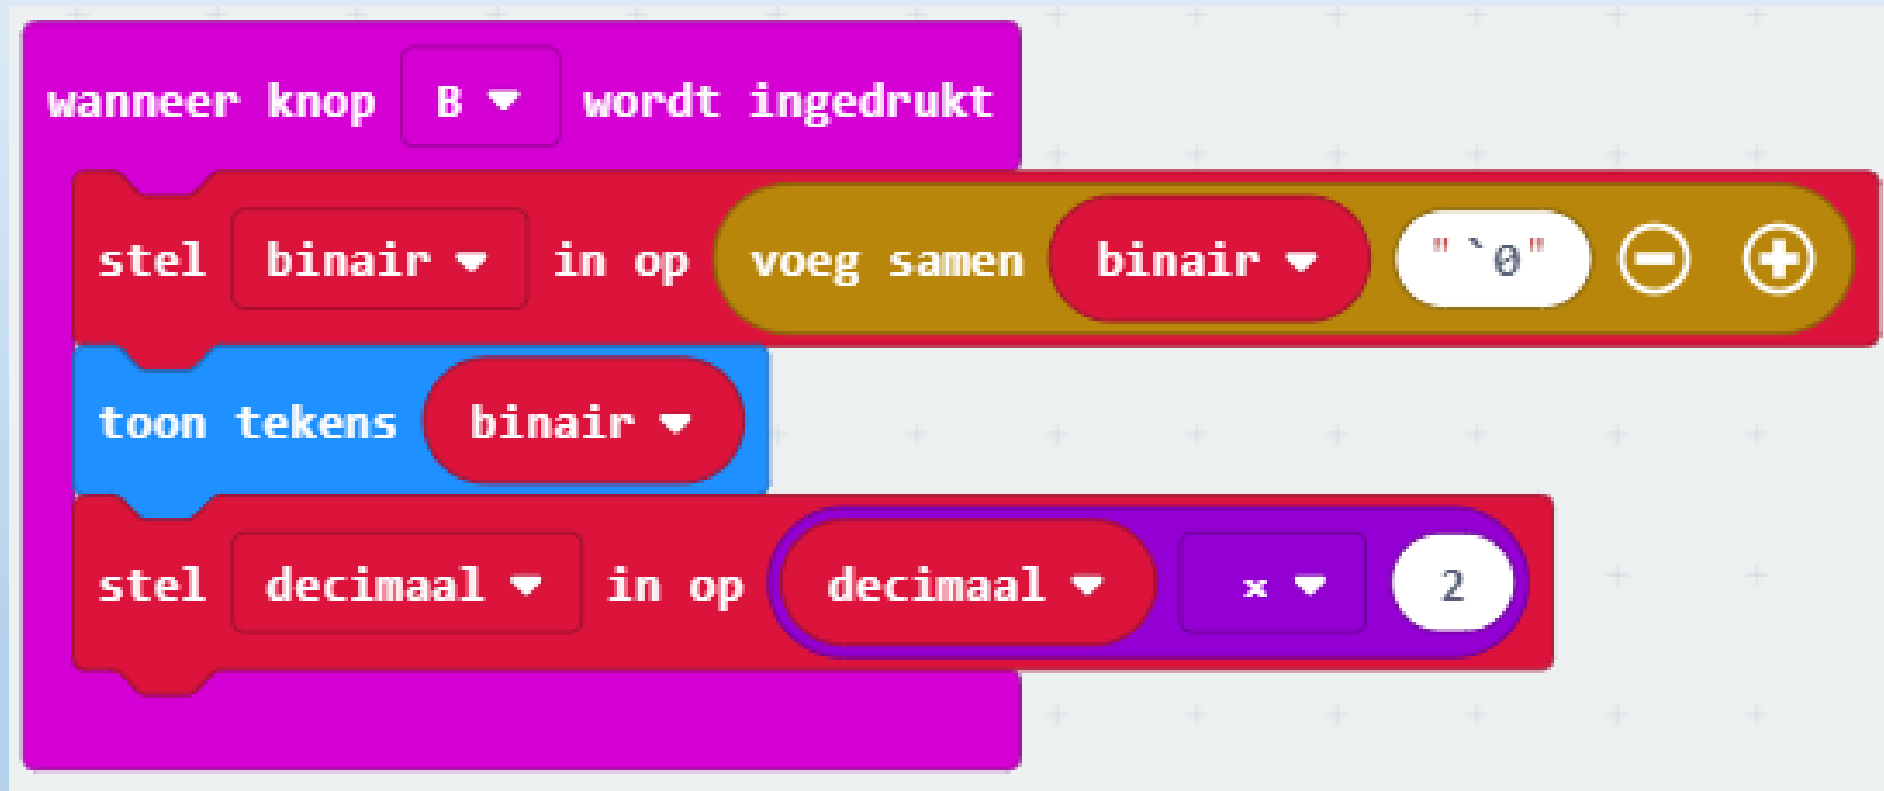 wanneer knop B wordt ingedrukt
stel binair in op voeg samen binair "`0"
toon tekens binair
stel decimaal in op decimaal x 2